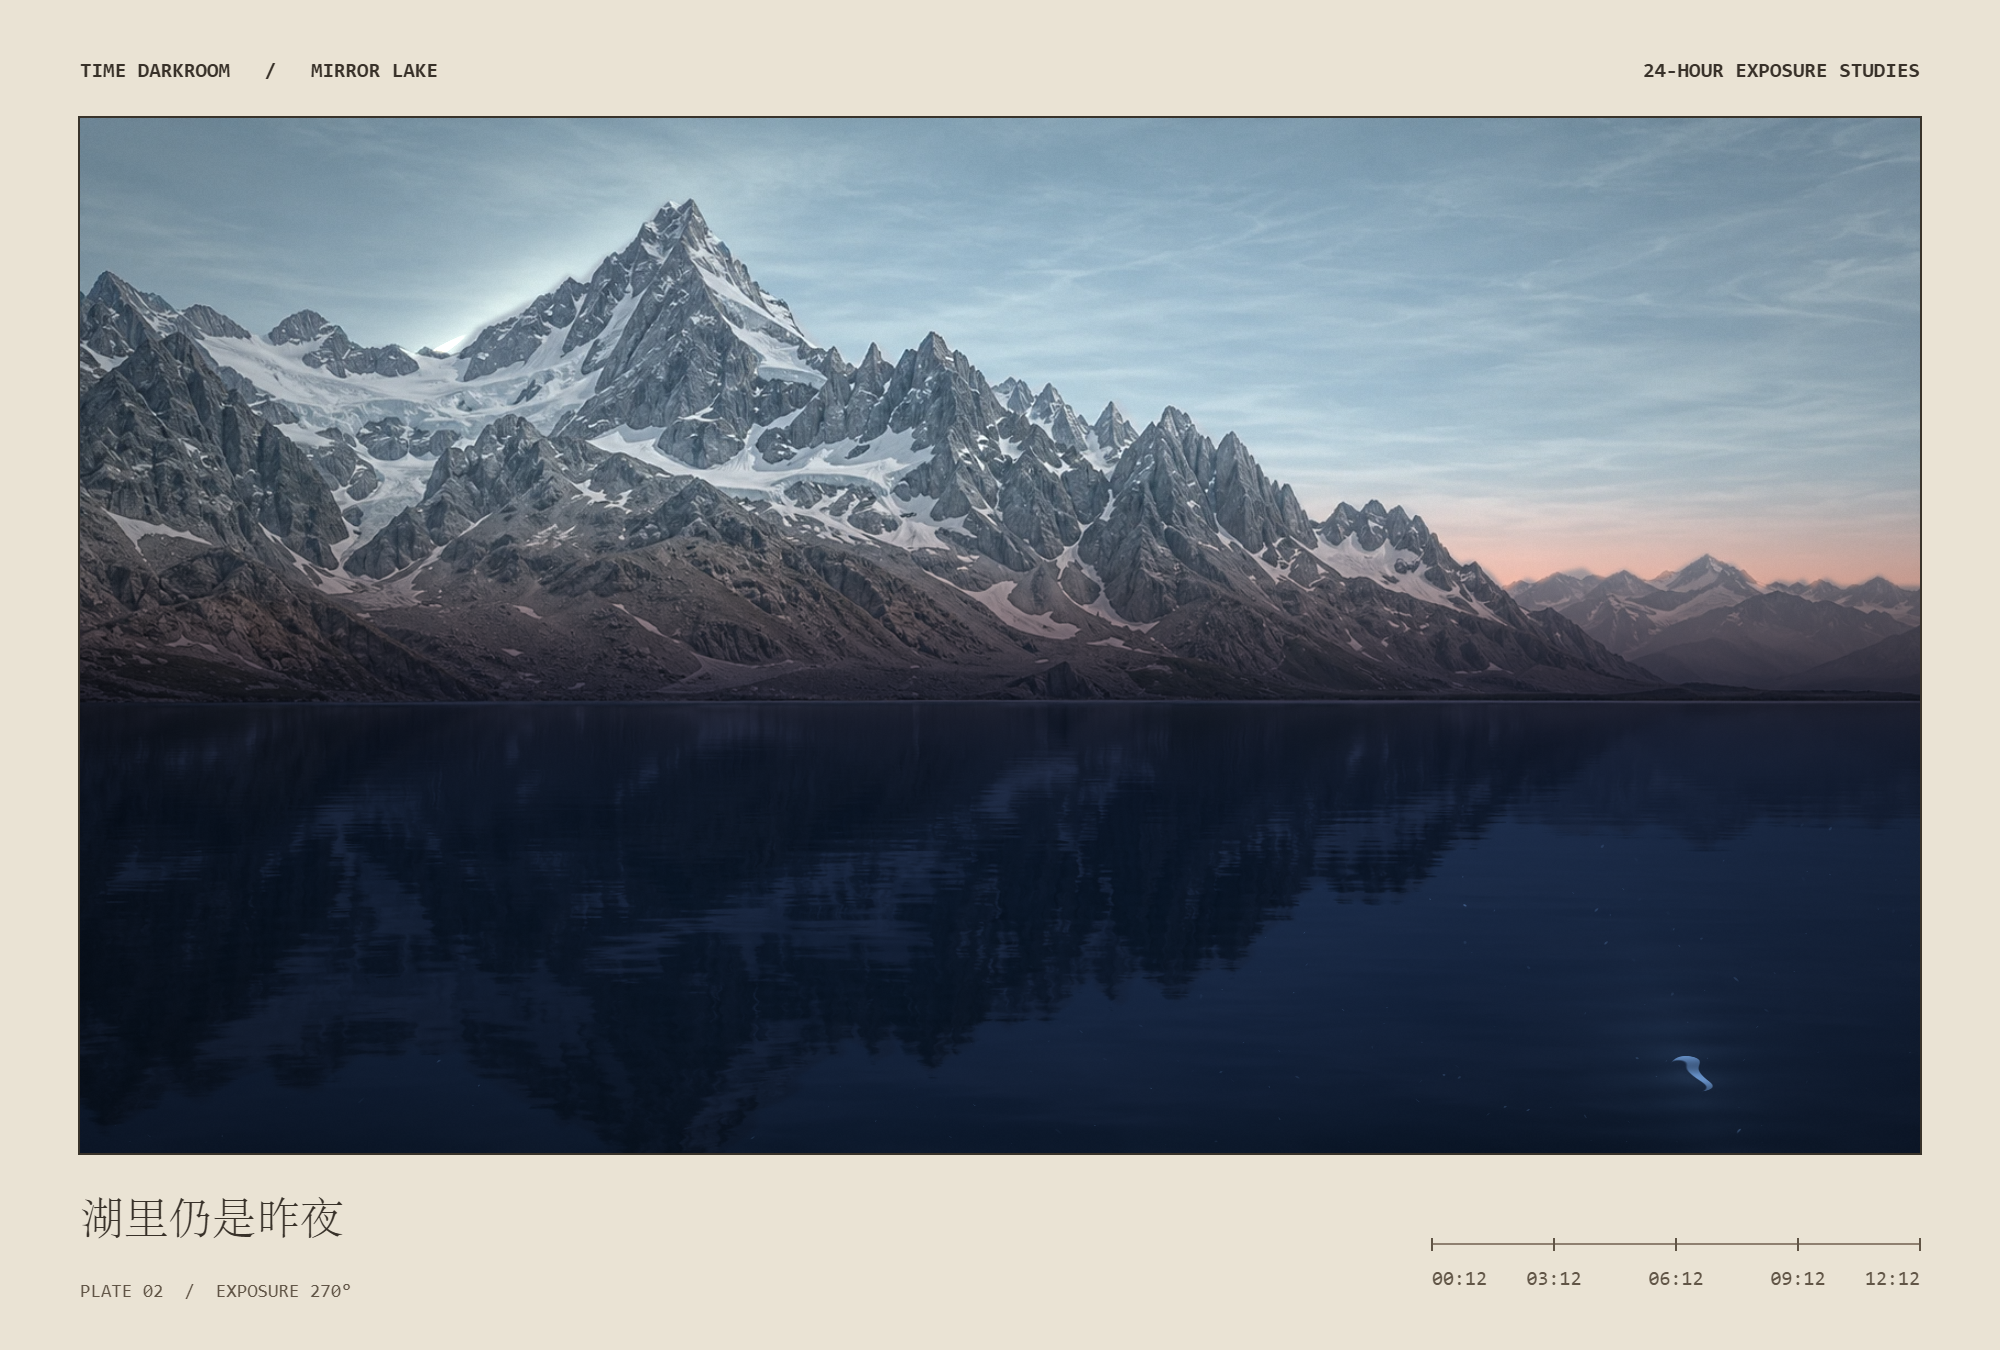 TIME DARKROOM / MIRROR LAKE
24-HOUR EXPOSURE STUDIES
湖里仍是昨夜
PLATE 02 / EXPOSURE 270°
00:12 03:12 06:12 09:12 12:12